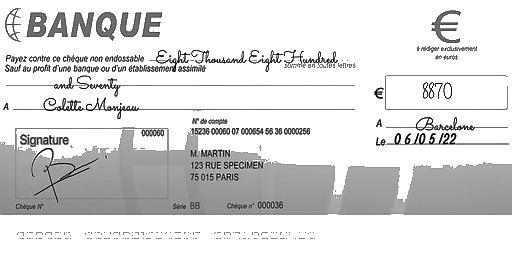 BANQUE
€
à rédiger exclusivement
en euros
Payez contre ce chèque non endossable Eight Thousand Eight Hundred
Sauf au profit d'une banque ou d'un établissement assimilé
somme en toutes lettres
and Seventy
€ 8870
A Colette Monjeau
A Barcelone
Le 06/05/22
Signature
000060
N° de compte
15236 00060 07 000654 56 36 0000256
M. MARTIN
123 RUE SPECIMEN
75 015 PARIS
Chèque N°
Série BB
Chèque n° 000036